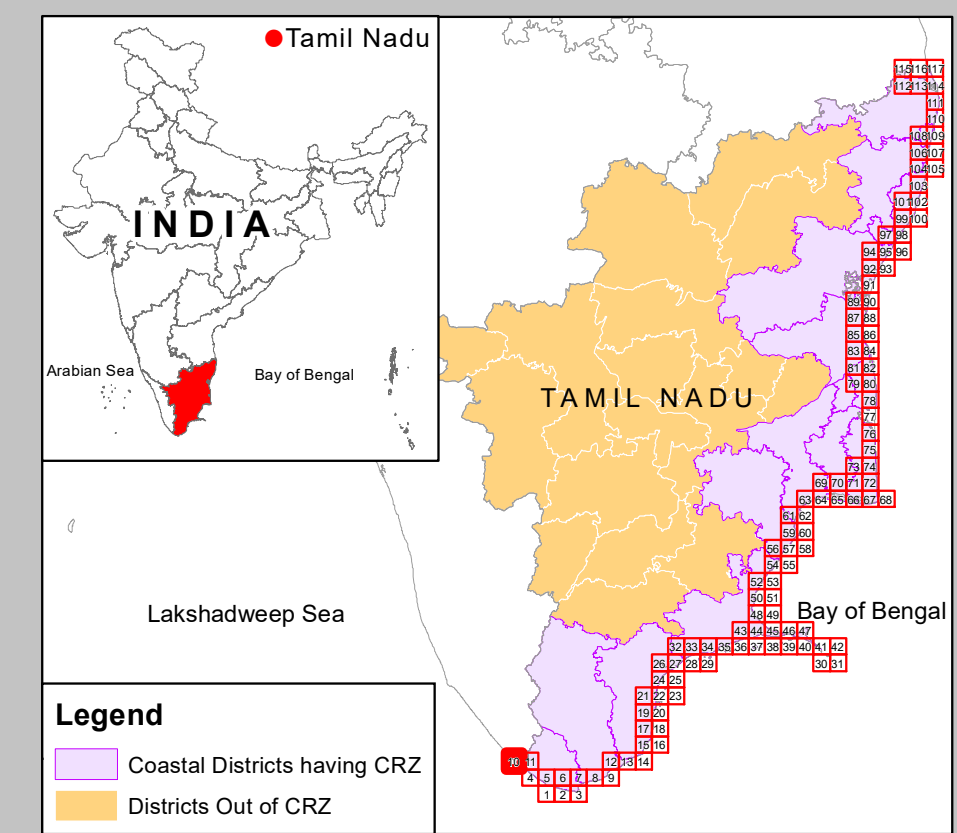 Tamil Nadu
INDIA
Arabian Sea
Bay of Bengal
115 116 117
112 113 114
111
110
108 109
106 107
104 105
103
101 102
99 100
97 98
94 95 96
92 93
91
89 90
87 88
85 86
83 84
81 82
79 80
TAMIL NADU
78
77
76
75
73 74
69 70 71 72
63 64 65 66 67 68
61 62
59 60
56 57 58
54 55
52 53
50 51
48 49
Lakshadweep Sea
Bay of Bengal
43 44 45 46 47
32 33 34 35 36 37 38 39 40 41 42
26 27 28 29 30 31
24 25
21 22 23
19 20
17 18
15 16
10 11 12 13 14
4 5 6 7 8 9
1 2 3
Legend
Coastal Districts having CRZ
Districts Out of CRZ